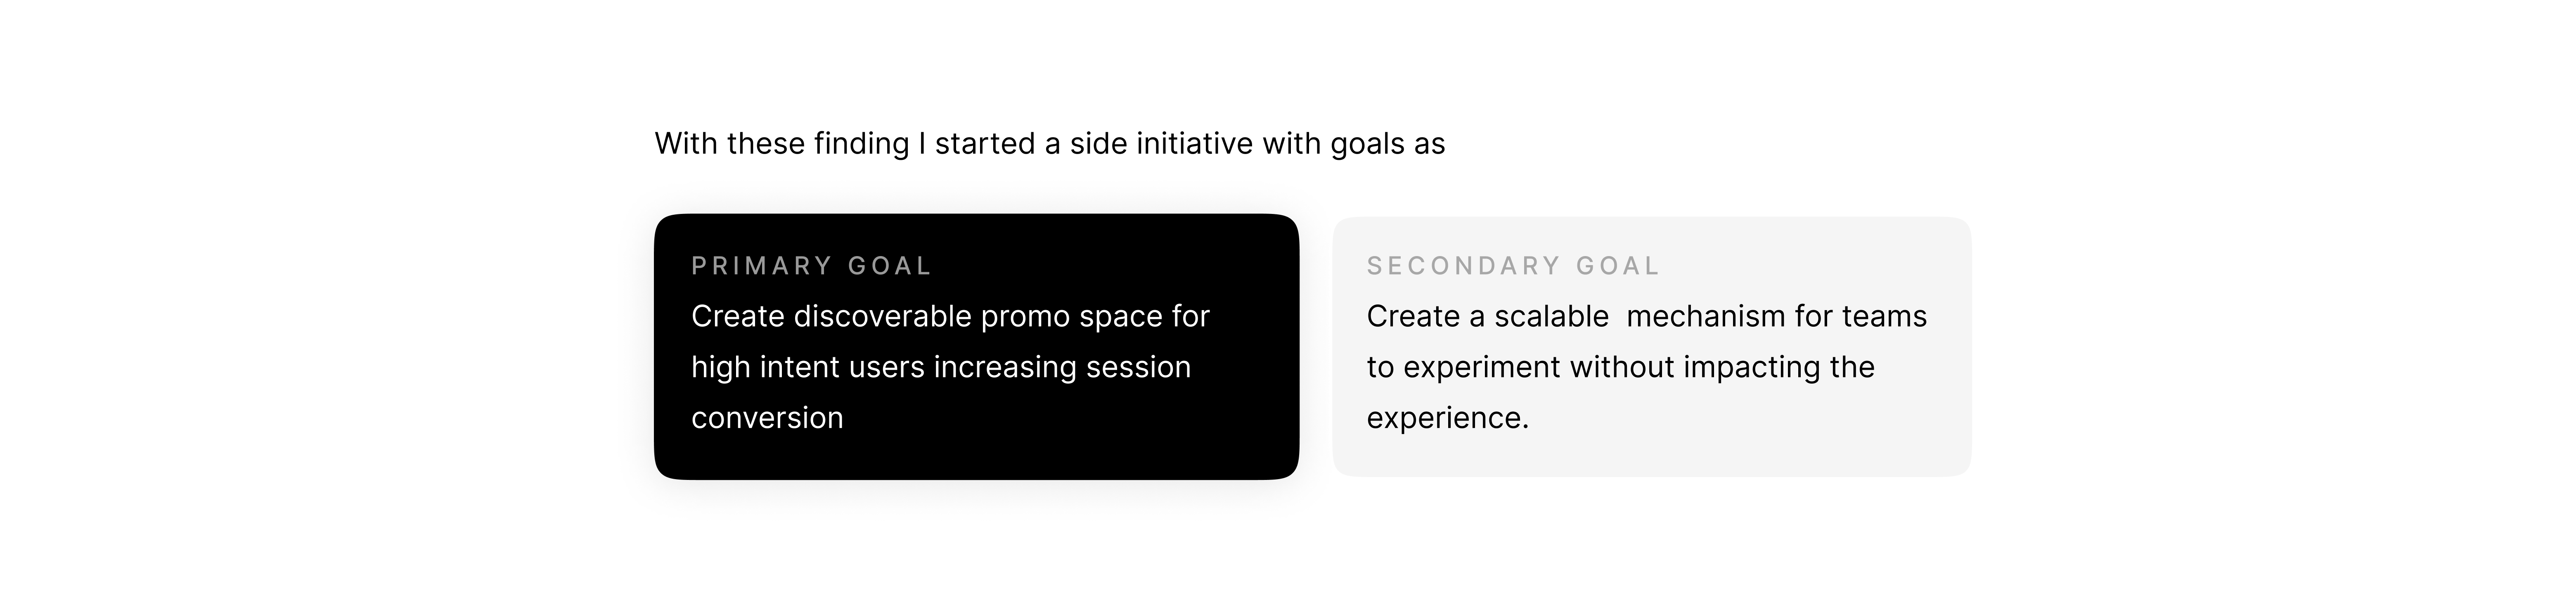 With these finding I started a side initiative with goals as
PRIMARY GOAL
Create discoverable promo space for
high intent users increasing session
conversion
SECONDARY GOAL
Create a scalable  mechanism for teams
to experiment without impacting the
experience.